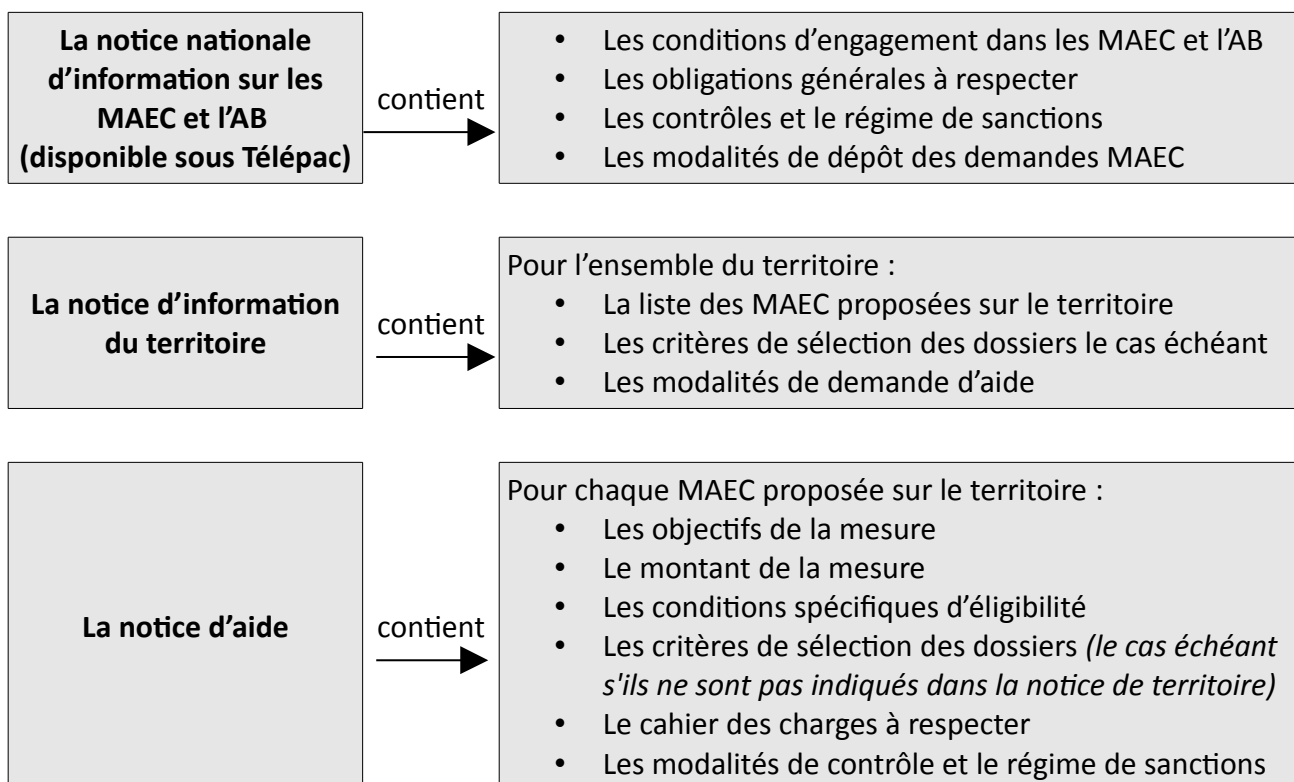 La notice nationale
d’information sur les
MAEC et l’AB
(disponible sous Télépac)
contient
• Les conditions d’engagement dans les MAEC et l’AB
• Les obligations générales à respecter
• Les contrôles et le régime de sanctions
• Les modalités de dépôt des demandes MAEC
La notice d’information
du territoire
contient
Pour l’ensemble du territoire :
• La liste des MAEC proposées sur le territoire
• Les critères de sélection des dossiers le cas échéant
• Les modalités de demande d’aide
La notice d’aide
contient
Pour chaque MAEC proposée sur le territoire :
• Les objectifs de la mesure
• Le montant de la mesure
• Les conditions spécifiques d’éligibilité
• Les critères de sélection des dossiers (le cas échéant
s'ils ne sont pas indiqués dans la notice de territoire)
• Le cahier des charges à respecter
• Les modalités de contrôle et le régime de sanctions